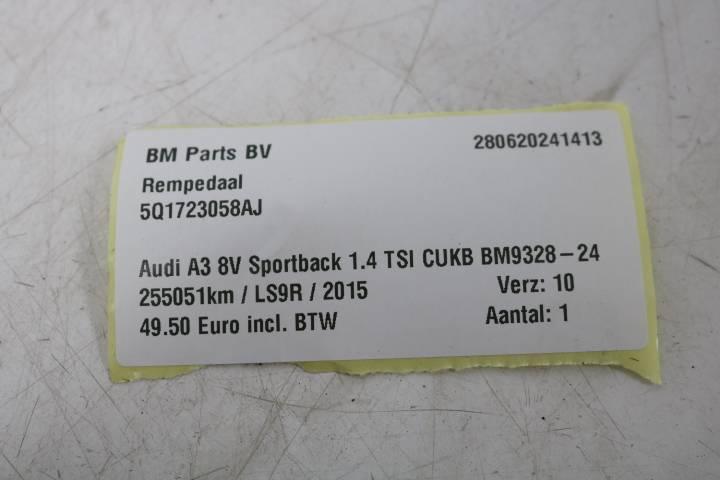 BM Parts BV 280620241413
Rempedaal
5Q1723058AJ
Audi A3 8V Sportback 1.4 TSI CUKB BM9328-24
255051km / LS9R / 2015 Verz: 10
49.50 Euro incl. BTW Aantal: 1